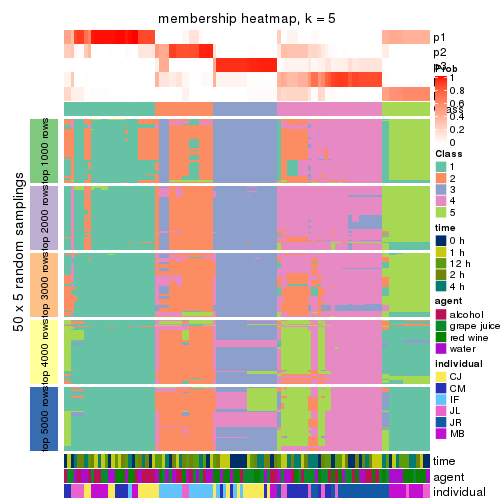 membership heatmap, k = 5
p1
p2
p3
Prob
1
0.8
0.6
0.4
0.2
0
Class
1
2
3
4
5
time
0 h
1 h
12 h
2 h
4 h
agent
alcohol
grape juice
red wine
water
individual
CJ
CM
IF
JL
JR
MB
50 x 5 random samplings
top 1000 rows
top 2000 rows
top 3000 rows
top 4000 rows
top 5000 rows
time
agent
individual